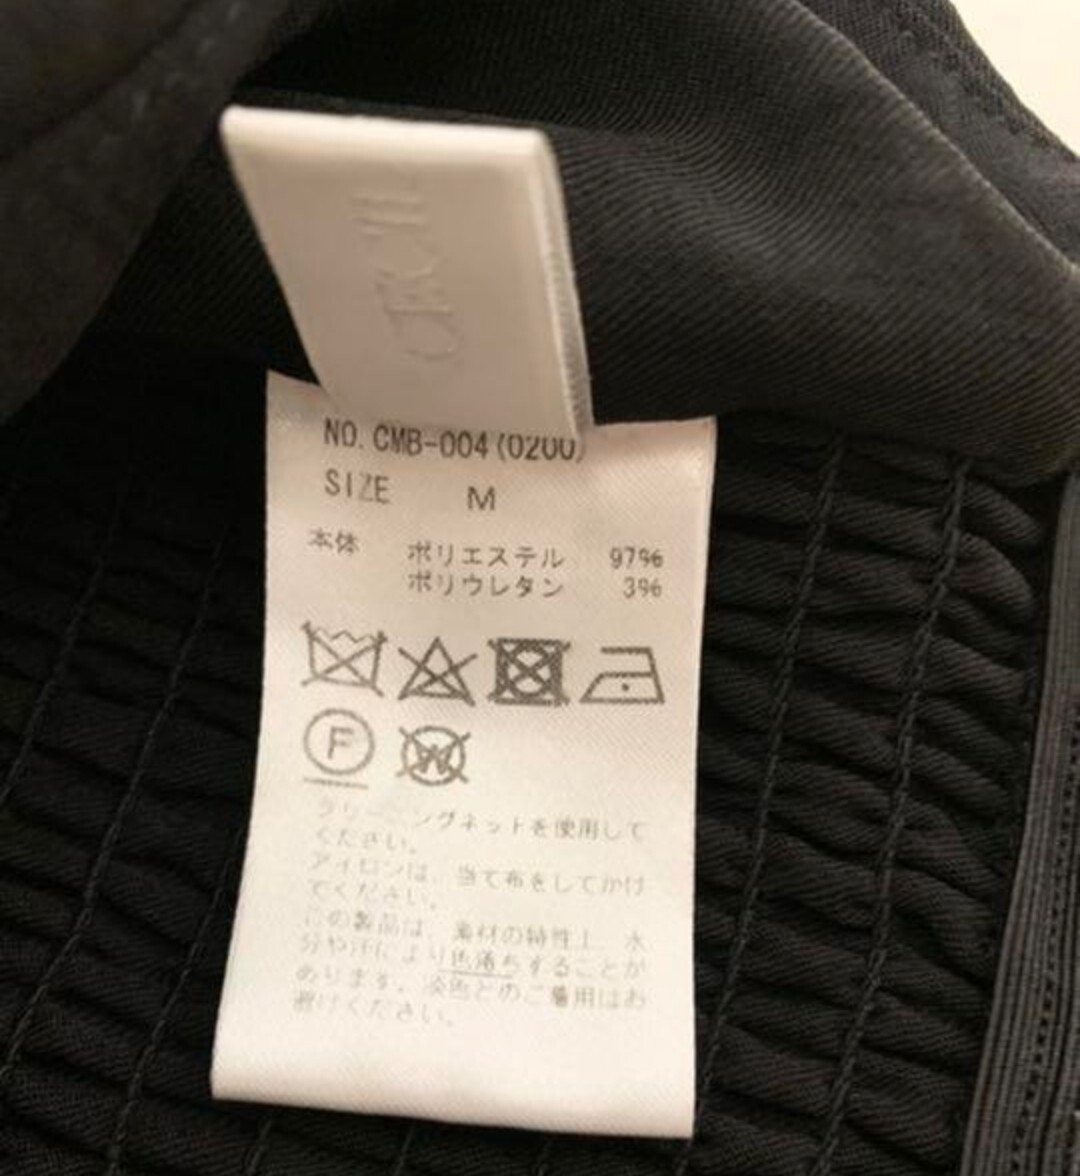 NO. CMB-004(0200)
SIZE M
本体 ポリエステル 97%
ポリウレタン 3%
F
W
クリーニングネットを使用して
ください。
アイロンは、当て布をしてかけ
てください。
この製品は、素材の特性上、水
分や汗により色落ちすることが
あります。淡色とのご着用はお
避けください。